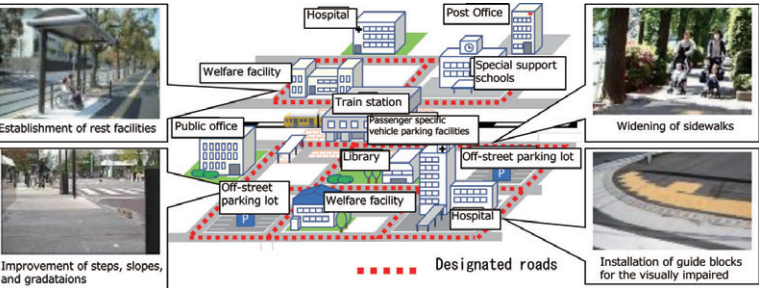 Hospital
Post Office
Welfare facility
Special support
schools
Train station
Establishment of rest facilities
Public office
Passenger specific
vehicle parking facilities
Widening of sidewalks
Library
Off-street parking lot
Off-street
parking lot
Welfare facility
P
P
Hospital
Improvement of steps, slopes,
and gradataions
Designated roads
Installation of guide blocks
for the visually impaired